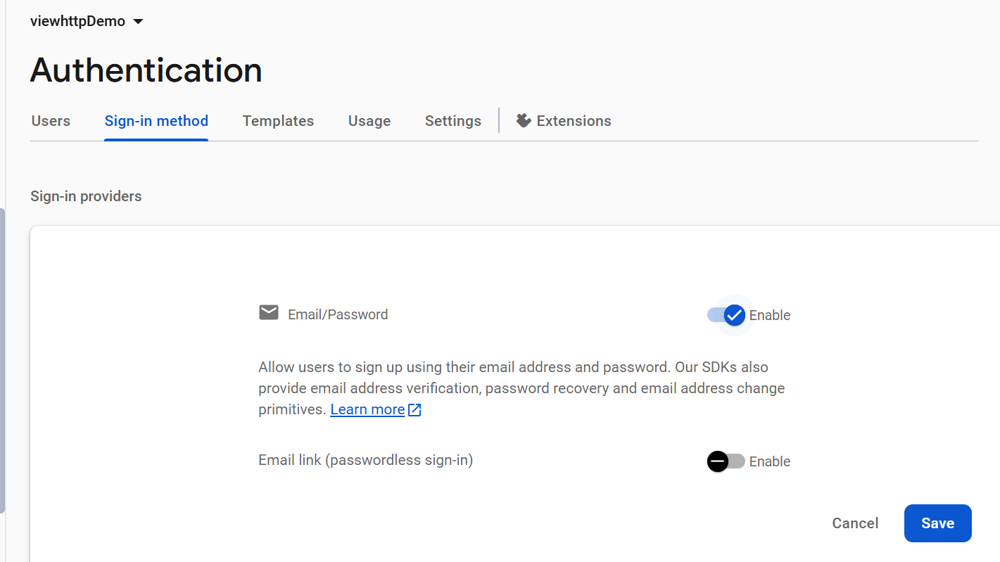 viewhttpDemo
Authentication
Users Sign-in method Templates Usage Settings Extensions
Sign-in providers
Email/Password Enable
Allow users to sign up using their email address and password. Our SDKs also
provide email address verification, password recovery and email address change
primitives. Learn more
Email link (passwordless sign-in) Enable
Cancel Save